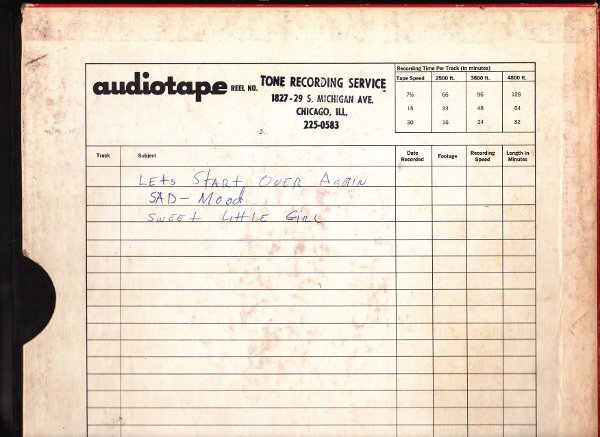 audiotape REEL NO. TONE RECORDING SERVICE
1827-29 S. MICHIGAN AVE.
CHICAGO, ILL.
225-0583
Recording Time Per Track (in minutes)
Tape Speed 2500 ft. 3600 ft. 4800 ft.
7½ 66 96 128
15 33 48 64
30 16 24 32
Track Subject Date Recorded Footage Recording Speed Length in Minutes
LETs START OVER AGAIN
SAD-Mood
SWEET LittLE GirL